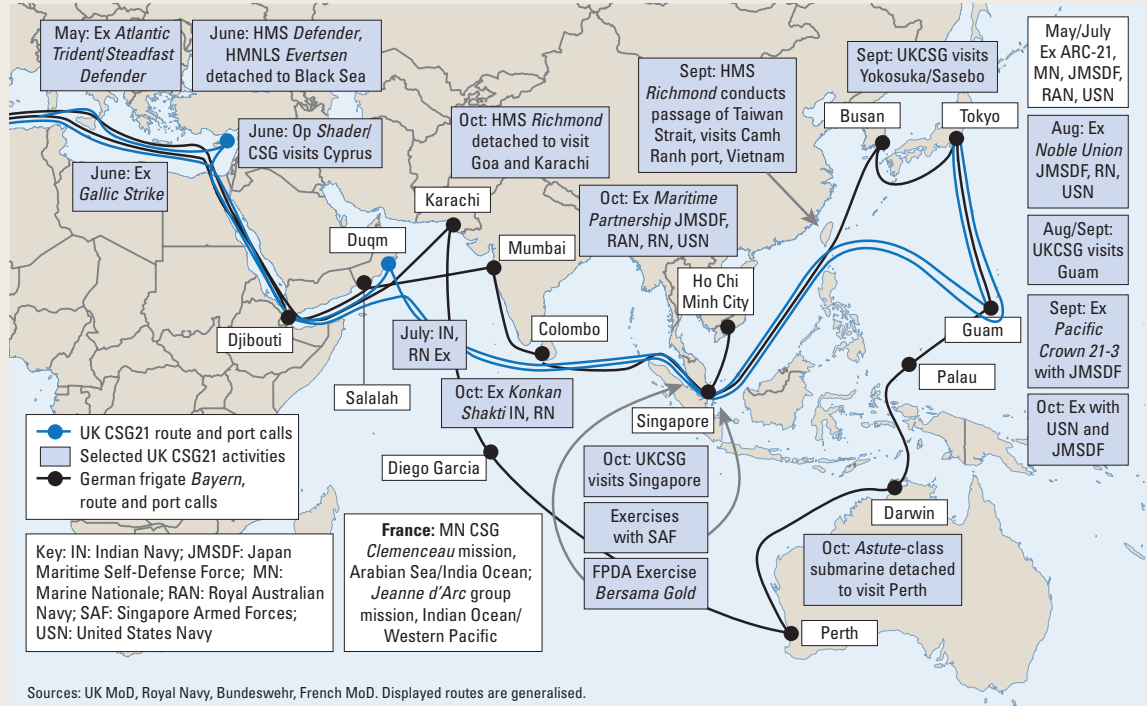 May: Ex Atlantic
Trident/Steadfast
Defender
June: HMS Defender,
HMNLS Evertsen
detached to Black Sea
June: Op Shader/
CSG visits Cyprus
June: Ex
Gallic Strike
Oct: HMS Richmond
detached to visit
Goa and Karachi
Sept: HMS
Richmond conducts
passage of Taiwan
Strait, visits Camh
Ranh port, Vietnam
Sept: UKCSG visits
Yokosuka/Sasebo
May/July
Ex ARC-21,
MN, JMSDF,
RAN, USN
Busan
Tokyo
Aug: Ex
Noble Union
JMSDF, RN,
USN
Oct: Ex Maritime
Partnership JMSDF,
RAN, RN, USN
Karachi
Duqm
Mumbai
Aug/Sept:
UKCSG visits
Guam
Ho Chi
Minh City
Djibouti
July: IN,
RN Ex
Colombo
Guam
Sept: Ex
Pacific
Crown 21-3
with JMSDF
Salalah
Oct: Ex Konkan
Shakti IN, RN
Singapore
Palau
Oct: Ex with
USN and
JMSDF
Diego Garcia
Oct: UKCSG
visits Singapore
Exercises
with SAF
FPDA Exercise
Bersama Gold
Darwin
Oct: Astute-class
submarine detached
to visit Perth
Perth
UK CSG21 route and port calls
Selected UK CSG21 activities
German frigate Bayern,
route and port calls
Key: IN: Indian Navy; JMSDF: Japan
Maritime Self-Defense Force; MN:
Marine Nationale; RAN: Royal Australian
Navy; SAF: Singapore Armed Forces;
USN: United States Navy
France: MN CSG
Clemenceau mission,
Arabian Sea/India Ocean;
Jeanne d'Arc group
mission, Indian Ocean/
Western Pacific
Sources: UK MoD, Royal Navy, Bundeswehr, French MoD. Displayed routes are generalised.